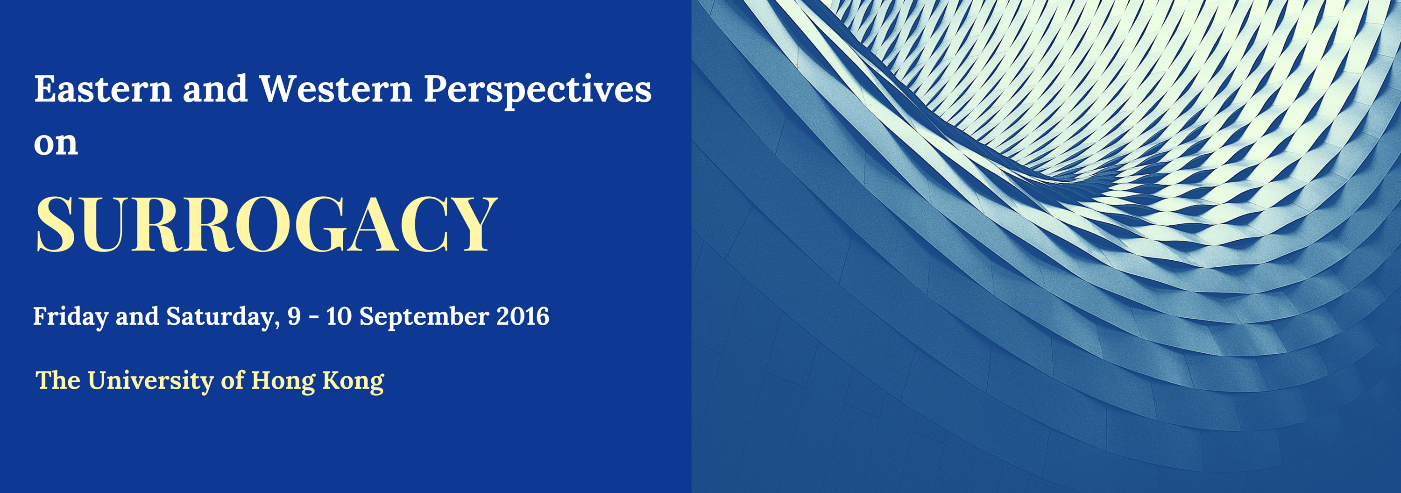 Eastern and Western Perspectives
on
SURROGACY
Friday and Saturday, 9 - 10 September 2016
The University of Hong Kong